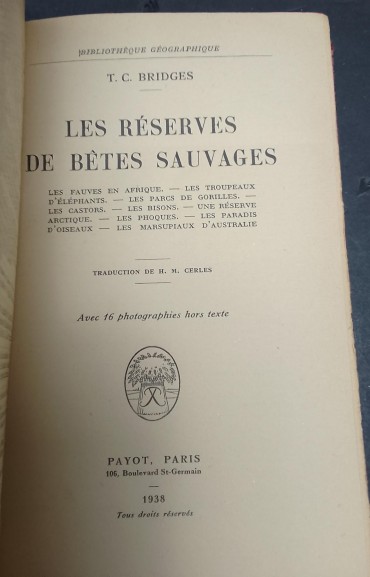 BIBLIOTHÈQUE GÉOGRAPHIQUE
T. C. BRIDGES
LES RÉSERVES
DE BÊTES SAUVAGES
LES FAUVES EN AFRIQUE. — LES TROUPEAUX
D'ÉLÉPHANTS. — LES PARCS DE GORILLES. —
LES CASTORS. — LES BISONS. — UNE RÉSERVE
ARCTIQUE. — LES PHOQUES. — LES PARADIS
D'OISEAUX — LES MARSUPIAUX D'AUSTRALIE
TRADUCTION DE H. M. CERLES
Avec 16 photographies hors texte
PAYOT, PARIS
106, Boulevard St-Germain
—
1938
Tous droits réservés